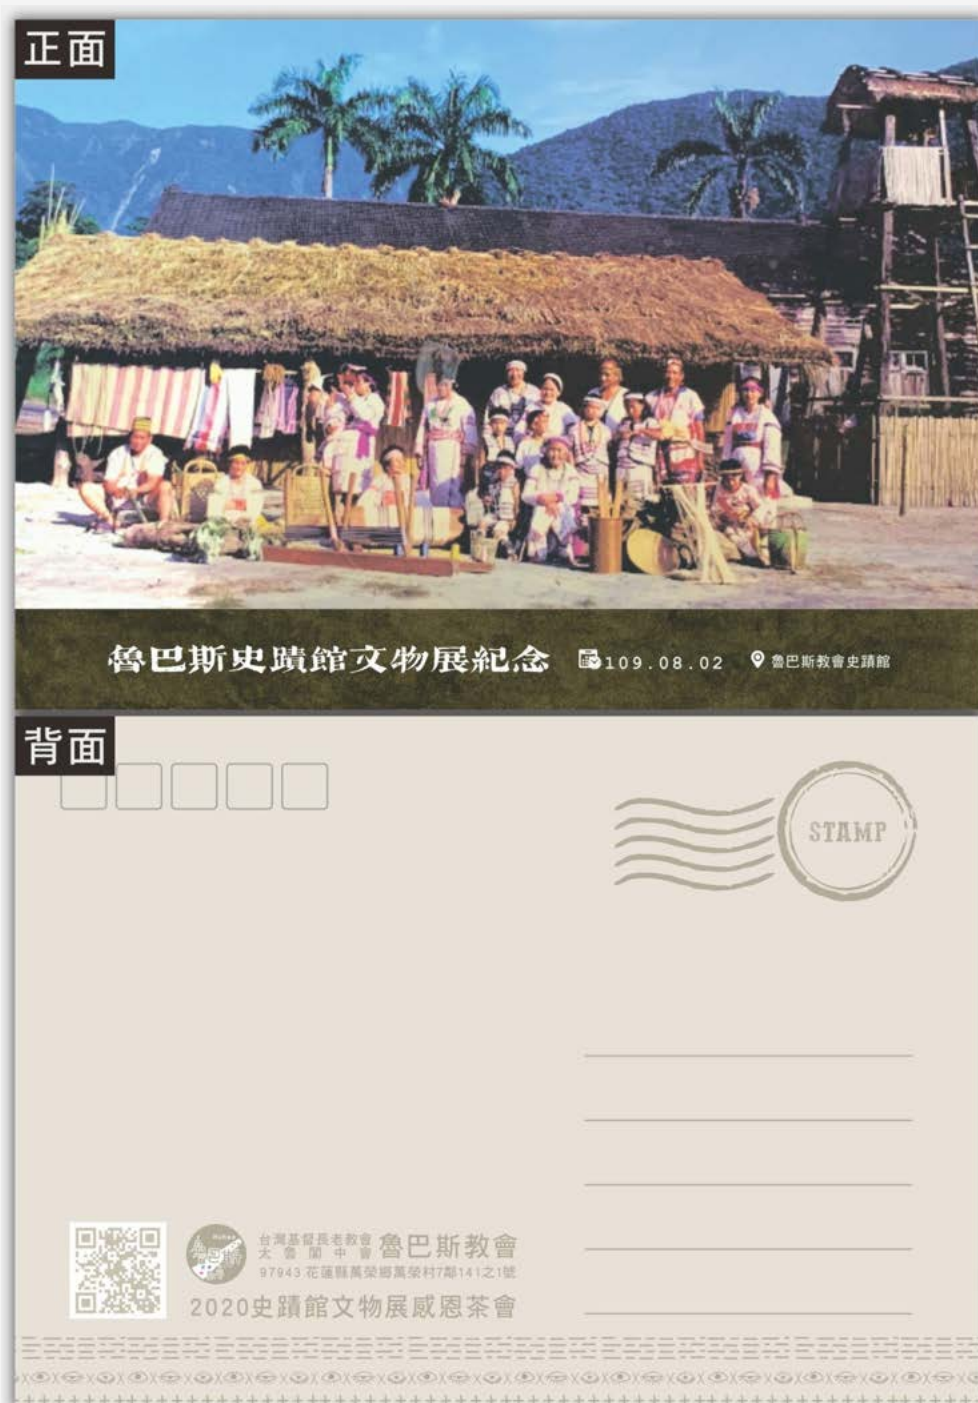 正面
魯巴斯史蹟館文物展紀念 109.08.02 魯巴斯教會史蹟館
背面
STAMP
台灣基督長老教會
太魯閣中會
魯巴斯教會
97943 花蓮縣萬榮鄉萬榮村7鄰141之1號
2020史蹟館文物展感恩茶會